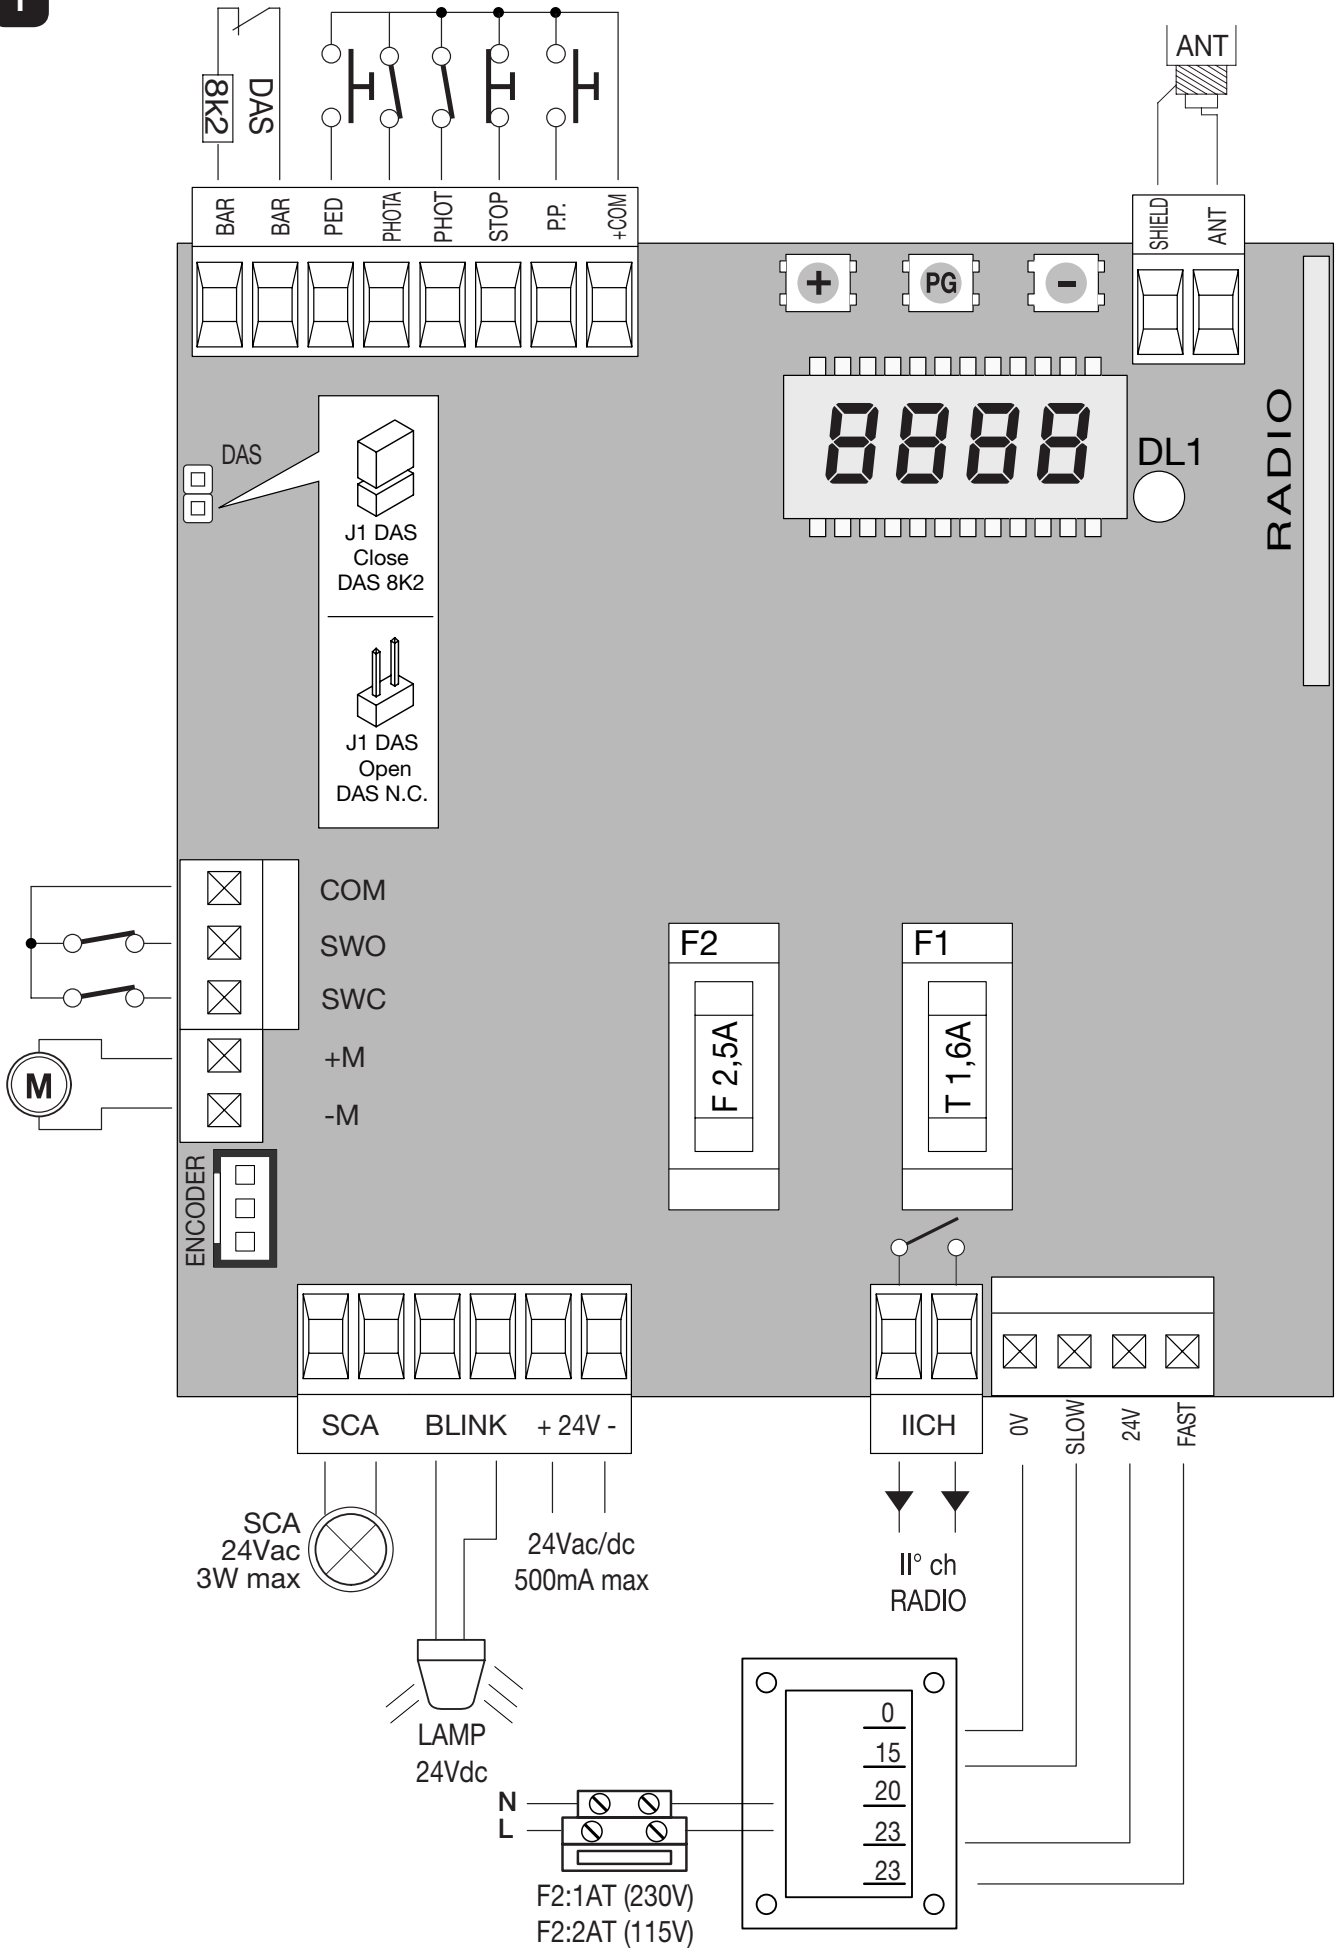 1
ANT
8K2
DAS
BAR
BAR
PED
PHOTA
PHOT
STOP
P.P.
+COM
SHIELD
ANT
+
PG
-
8888
DL1
RADIO
DAS
J1 DAS
Close
DAS 8K2
J1 DAS
Open
DAS N.C.
COM
SWO
SWC
+M
-M
M
ENCODER
F2
F 2,5A
F1
T 1,6A
SCA
BLINK
+ 24V -
IICH
0V
SLOW
24V
FAST
SCA
24Vac
3W max
24Vac/dc
500mA max
II° ch
RADIO
LAMP
24Vdc
N
L
0
15
20
23
23
F2:1AT (230V)
F2:2AT (115V)